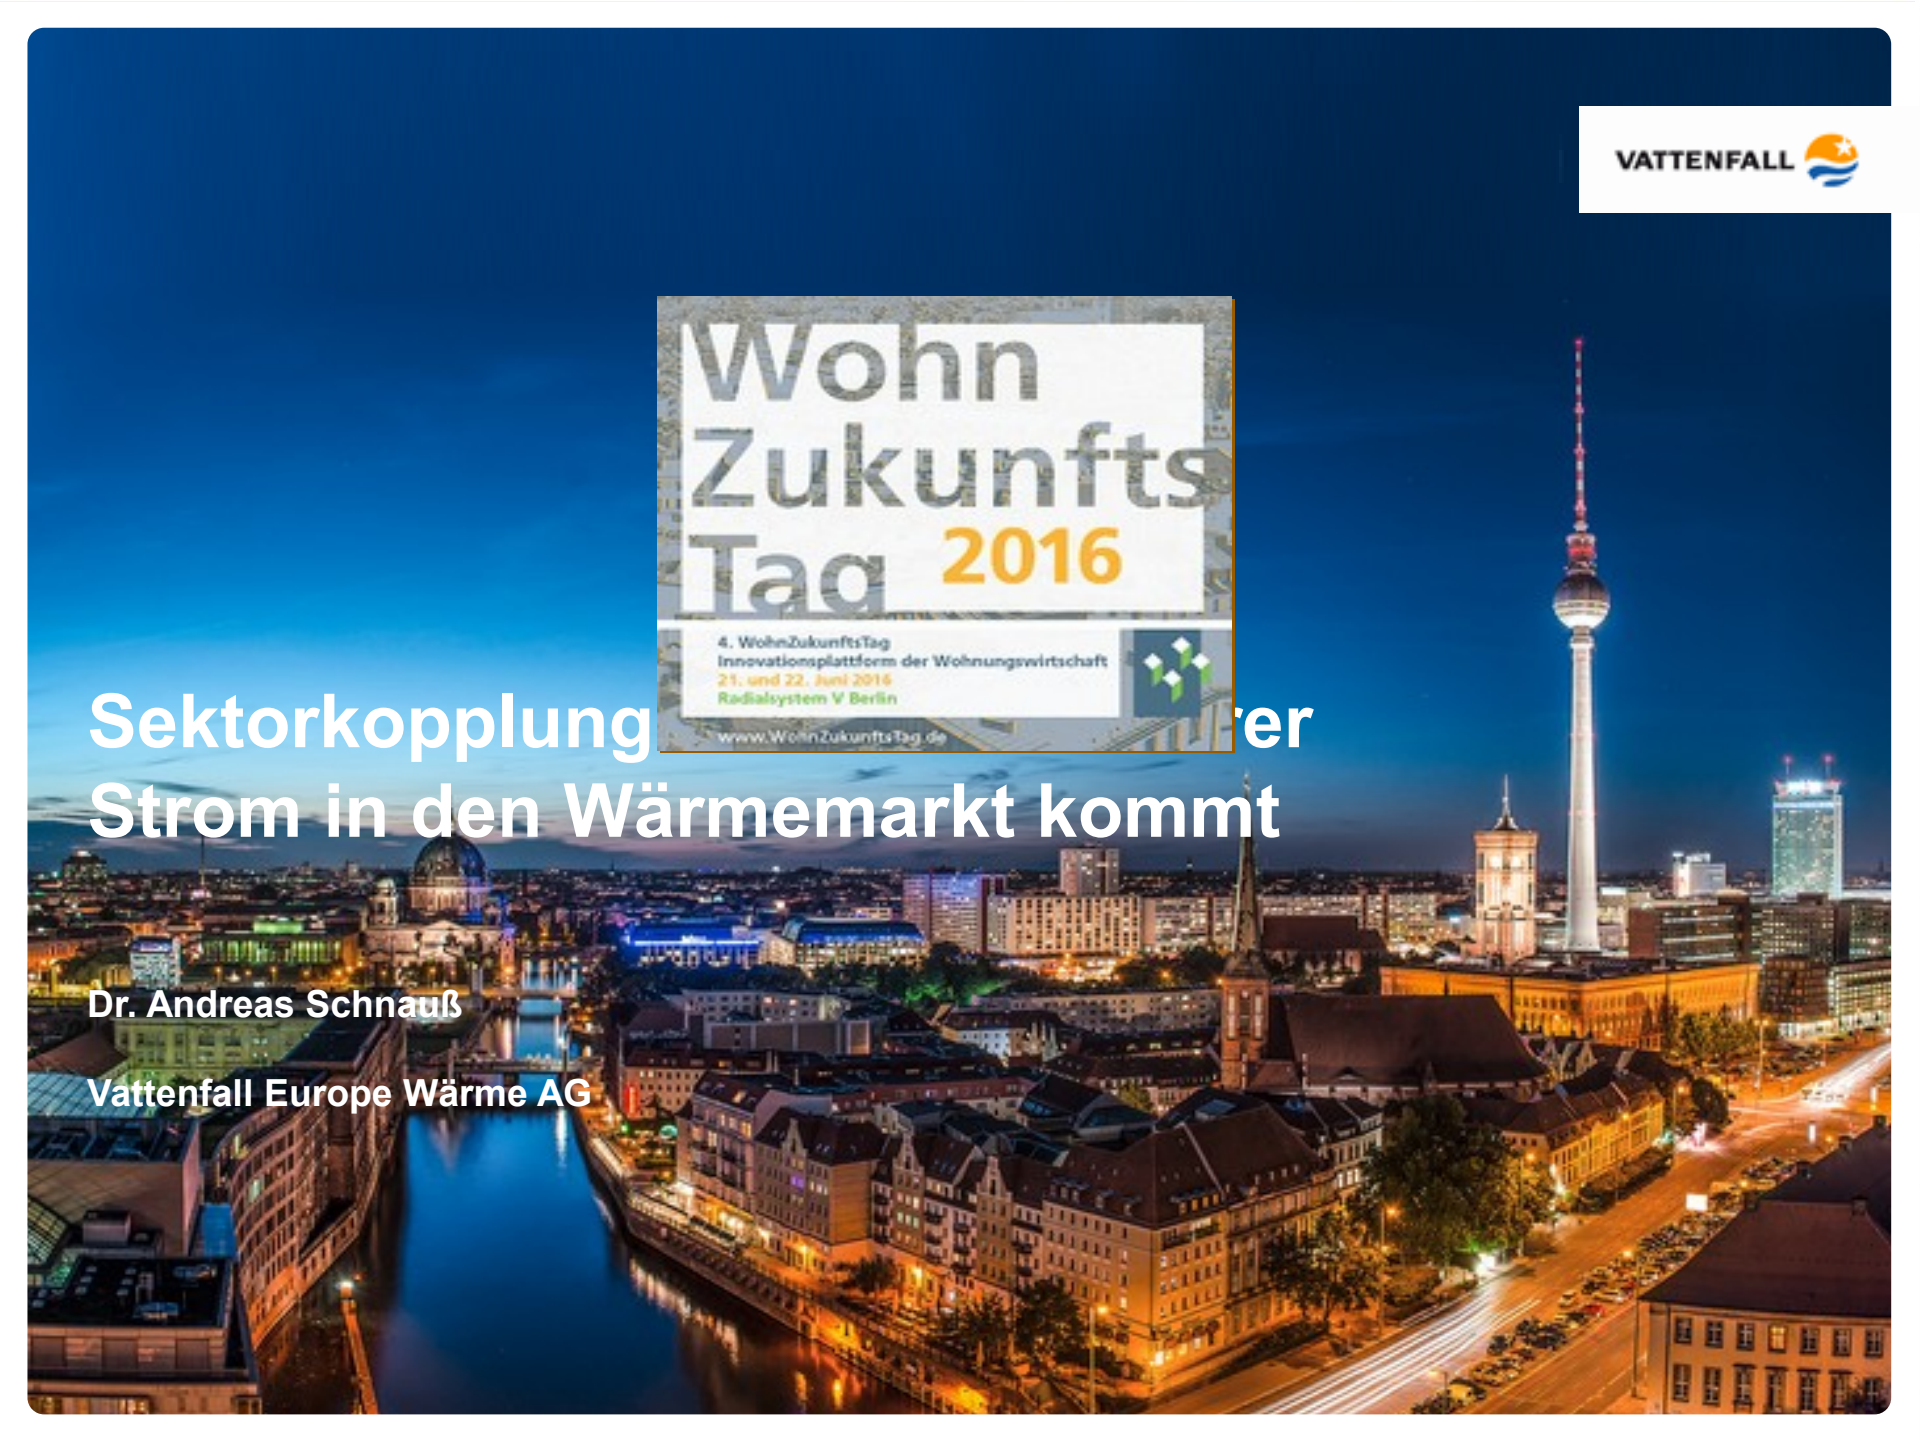 VATTENFALL
Wohn
Zukunfts
Tag 2016
4. WohnZukunftsTag
Innovationsplattform der Wohnungswirtschaft
21. und 22. Juni 2016
Radialsystem V Berlin
www.WohnZukunftsTag.de
Sektorkopplung rer
Strom in den Wärmemarkt kommt
Dr. Andreas Schnauß
Vattenfall Europe Wärme AG